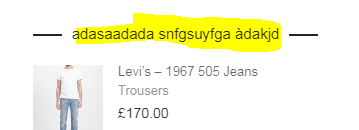 adasaadada snfgsuyfga àdakjd
Levi's – 1967 505 Jeans
Trousers
£170.00